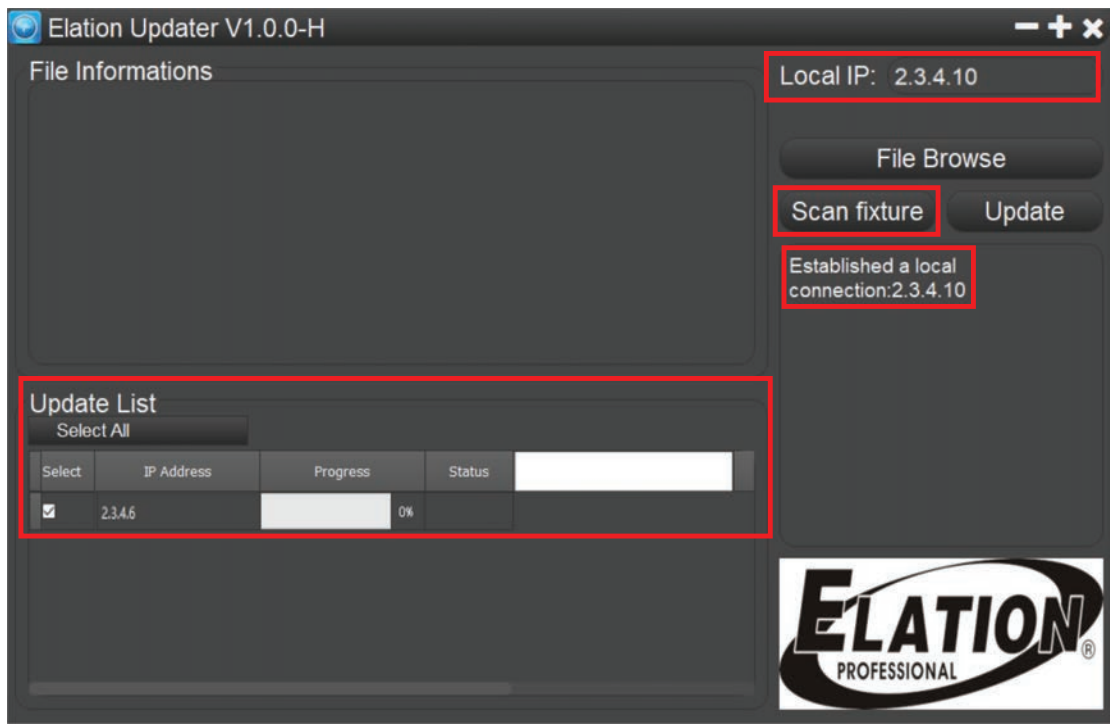 Elation Updater V1.0.0-H
File Informations
Local IP: 2.3.4.10
File Browse
Scan fixture Update
Established a local
connection:2.3.4.10
Update List
Select All
Select IP Address Progress Status
2.3.4.6 0%
ELATION®
PROFESSIONAL